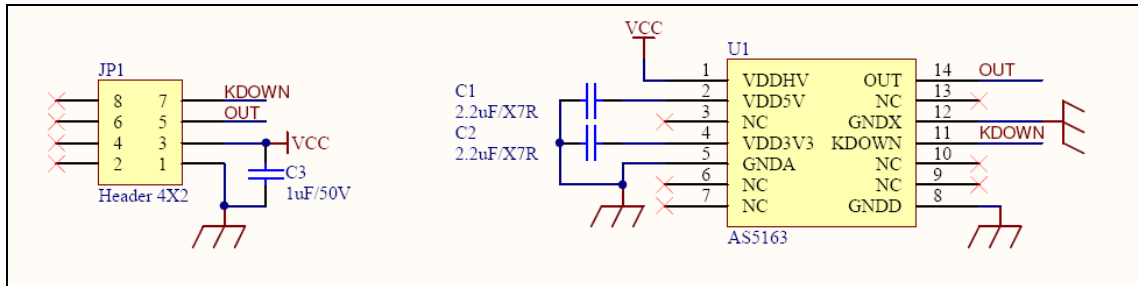 JP1
8 7 KDOWN
6 5 OUT
4 3 VCC
2 1
C3
1uF/50V
Header 4X2
VCC
U1
C1
2.2uF/X7R
C2
2.2uF/X7R
1 VDDHV OUT 14 OUT
2 VDD5V NC 13
3 NC GNDX 12
4 VDD3V3 KDOWN 11 KDOWN
5 GNDA NC 10
6 NC NC 9
7 NC GNDD 8
AS5163